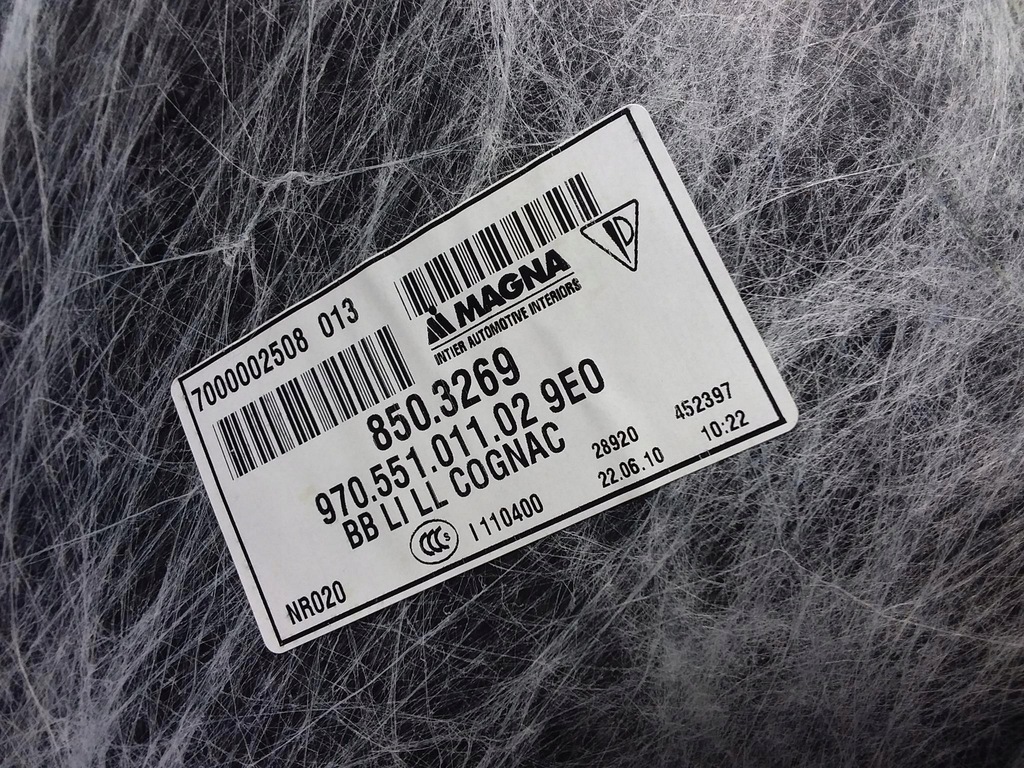 7000002508 013
MAGNA
INTIER AUTOMOTIVE INTERIORS
850.3269
970.551.011.02 9E0
BB LI LL COGNAC
28920 452397
CCC S I 110400 22.06.10 10:22
NR020